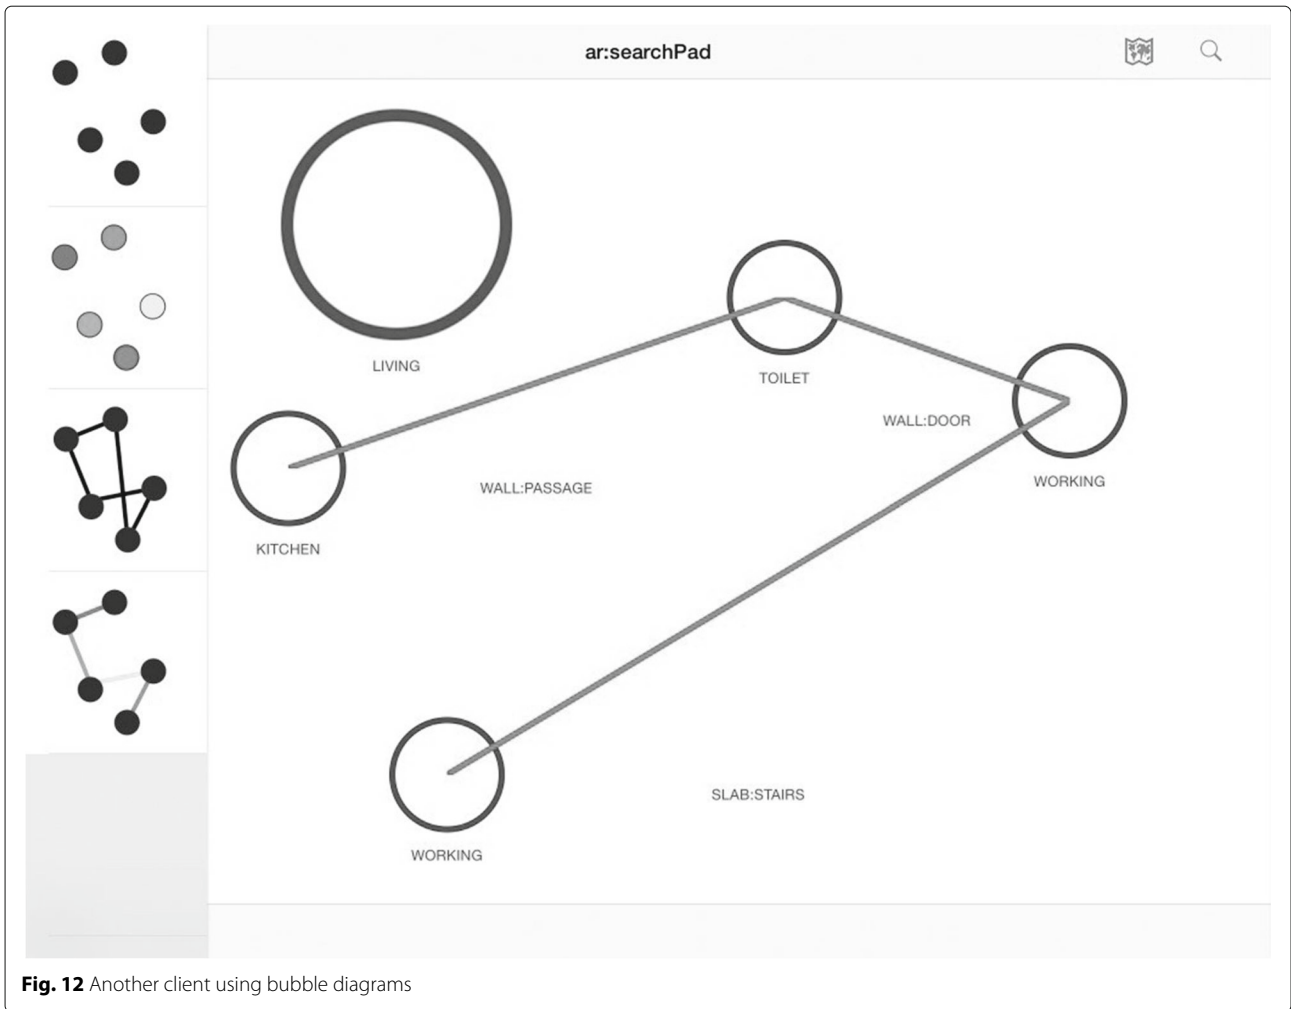 ar:searchPad
LIVING
TOILET
WALL:DOOR
WORKING
WALL:PASSAGE
KITCHEN
SLAB:STAIRS
WORKING
Fig. 12 Another client using bubble diagrams